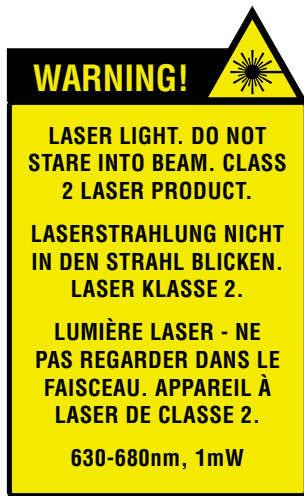 WARNING!
LASER LIGHT. DO NOT
STARE INTO BEAM. CLASS
2 LASER PRODUCT.
LASERSTRAHLUNG NICHT
IN DEN STRAHL BLICKEN.
LASER KLASSE 2.
LUMIÈRE LASER - NE
PAS REGARDER DANS LE
FAISCEAU. APPAREIL À
LASER DE CLASSE 2.
630-680nm, 1mW